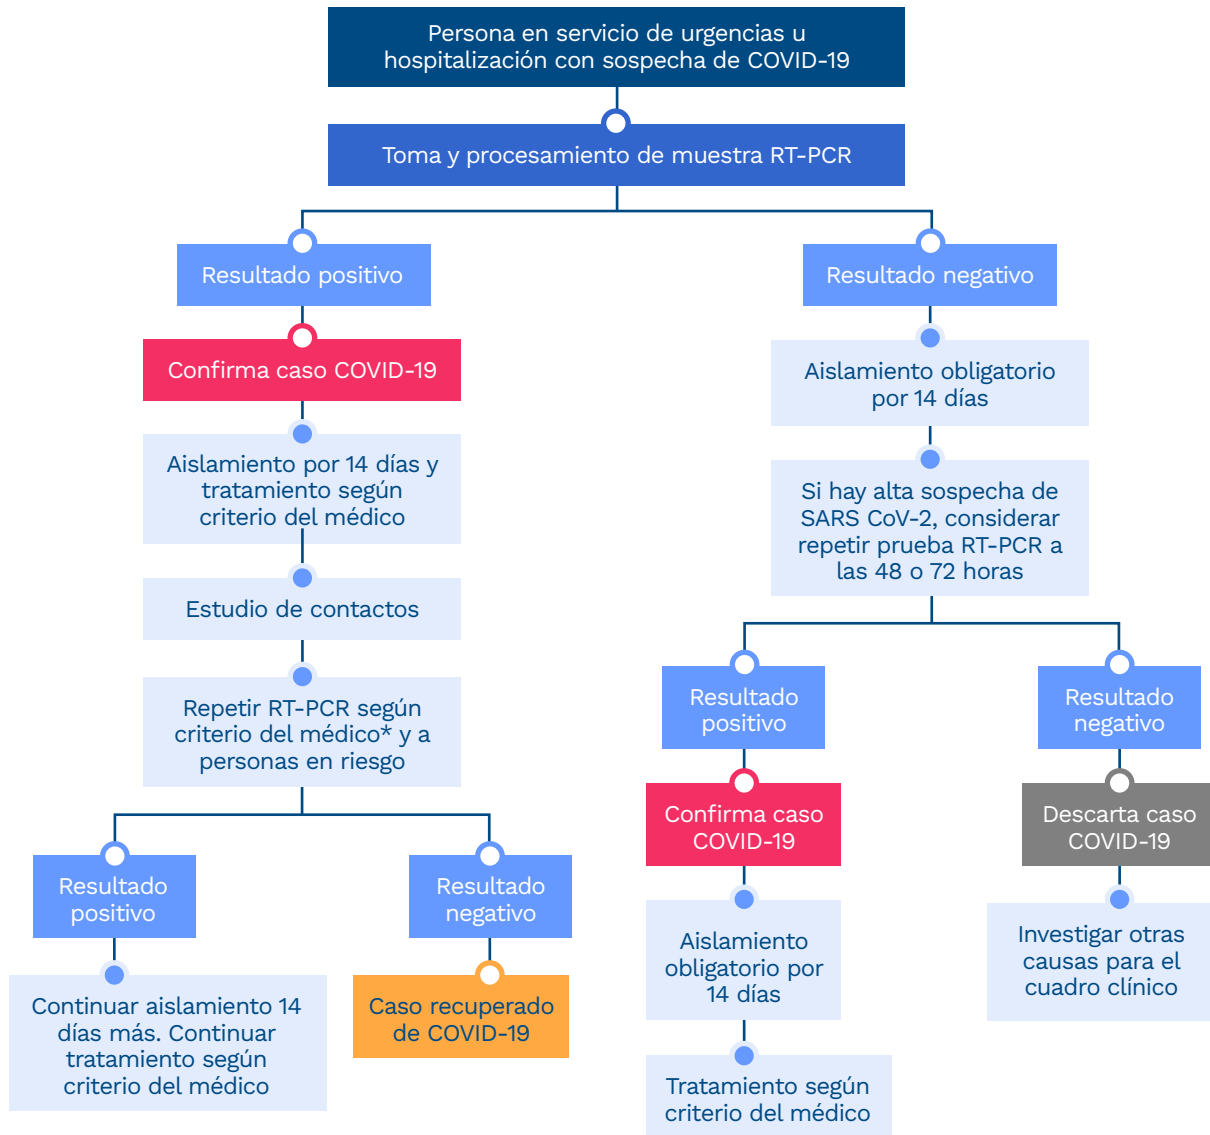 Persona en servicio de urgencias u
hospitalización con sospecha de COVID-19
Toma y procesamiento de muestra RT-PCR
Resultado positivo
Confirma caso COVID-19
Aislamiento por 14 días y
tratamiento según
criterio del médico
Estudio de contactos
Repetir RT-PCR según
criterio del médico* y a
personas en riesgo
Resultado
positivo
Continuar aislamiento 14
días más. Continuar
tratamiento según
criterio del médico
Resultado
negativo
Caso recuperado
de COVID-19
Resultado negativo
Aislamiento obligatorio
por 14 días
Si hay alta sospecha de
SARS CoV-2, considerar
repetir prueba RT-PCR a
las 48 o 72 horas
Resultado
positivo
Confirma caso
COVID-19
Aislamiento
obligatorio por
14 días
Tratamiento según
criterio del médico
Resultado
negativo
Descarta caso
COVID-19
Investigar otras
causas para el
cuadro clínico